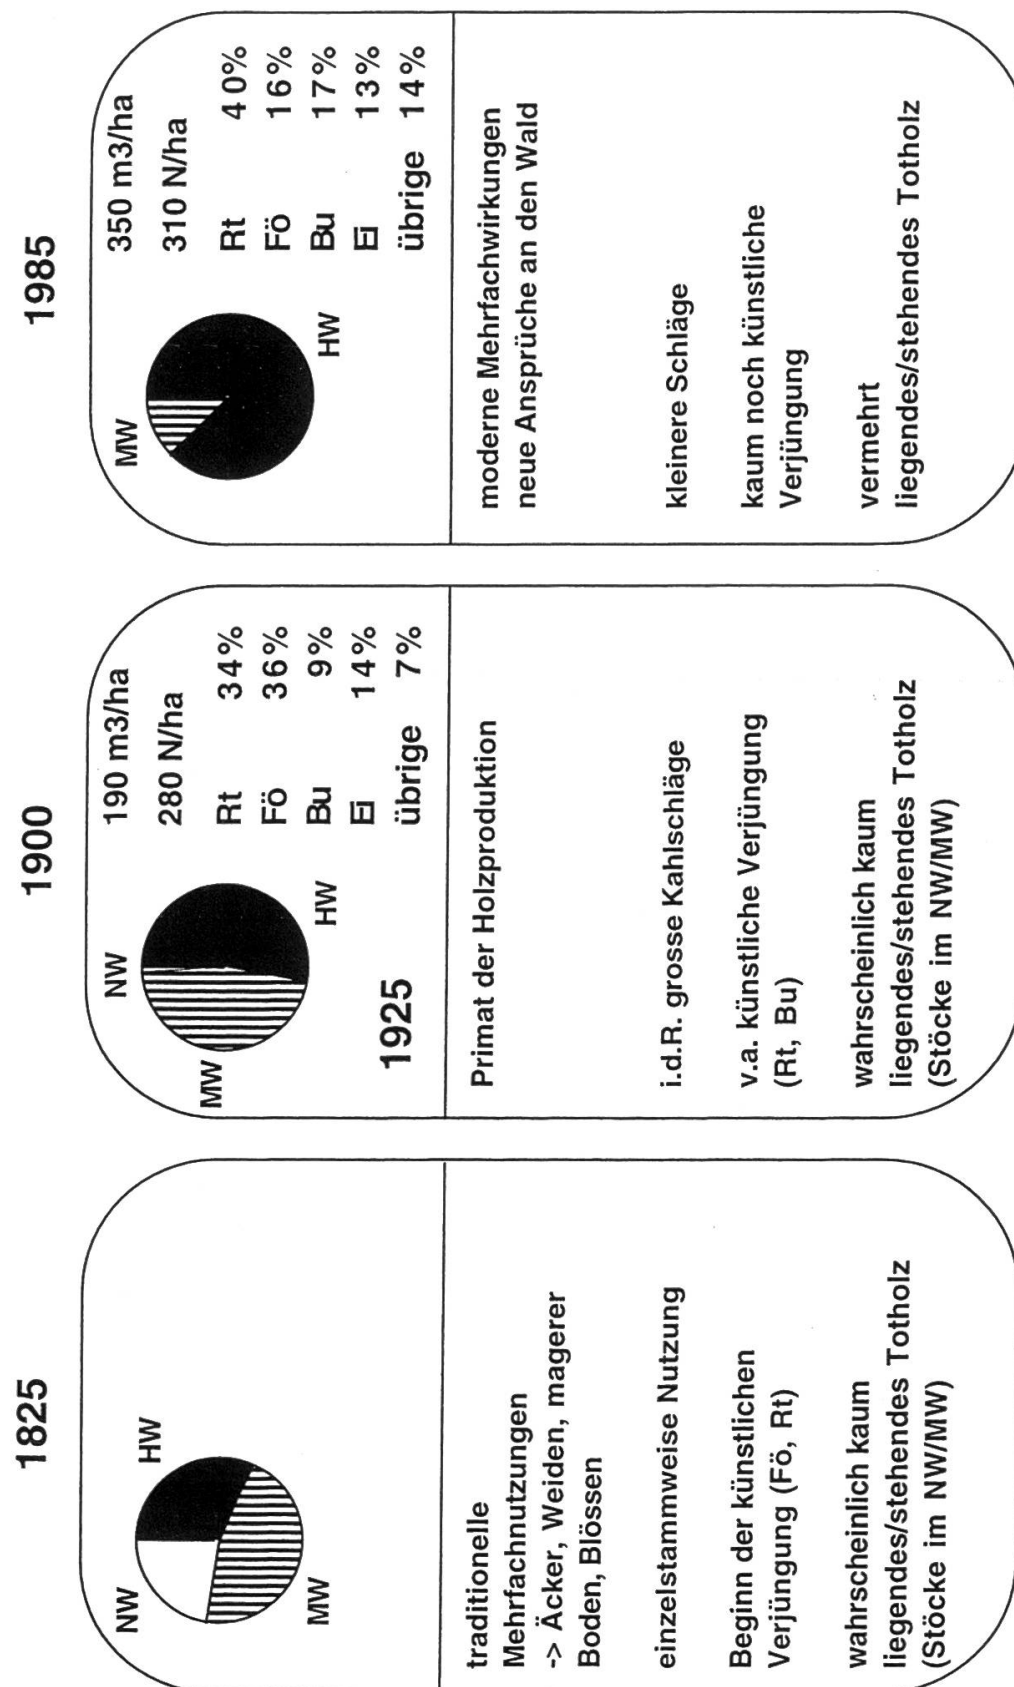 1825
NW
HW
MW
traditionelle
Mehrfachnutzungen
-> Äcker, Weiden, magerer
Boden, Blössen
einzelstammweise Nutzung
Beginn der künstlichen
Verjüngung (Fö, Rt)
wahrscheinlich kaum
liegendes/stehendes Totholz
(Stöcke im NW/MW)
1900
NW
MW
HW
1925
190 m3/ha
280 N/ha
Rt 34%
Fö 36%
Bu 9%
Ei 14%
übrige 7%
Primat der Holzproduktion
i.d.R. grosse Kahlschläge
v.a. künstliche Verjüngung
(Rt, Bu)
wahrscheinlich kaum
liegendes/stehendes Totholz
(Stöcke im NW/MW)
1985
MW
HW
350 m3/ha
310 N/ha
Rt 40%
Fö 16%
Bu 17%
Ei 13%
übrige 14%
moderne Mehrfachwirkungen
neue Ansprüche an den Wald
kleinere Schläge
kaum noch künstliche
Verjüngung
vermehrt
liegendes/stehendes Totholz